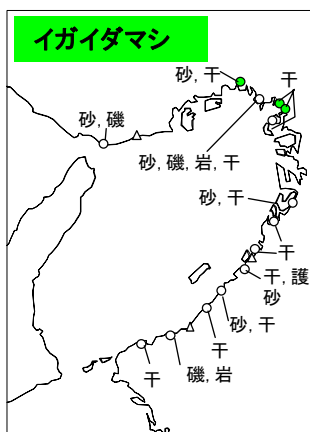 イガイダマシ
砂, 干
干
砂, 磯
砂, 磯, 岩, 干
砂, 干
干
干, 護
砂
砂, 干
干
磯, 岩
干